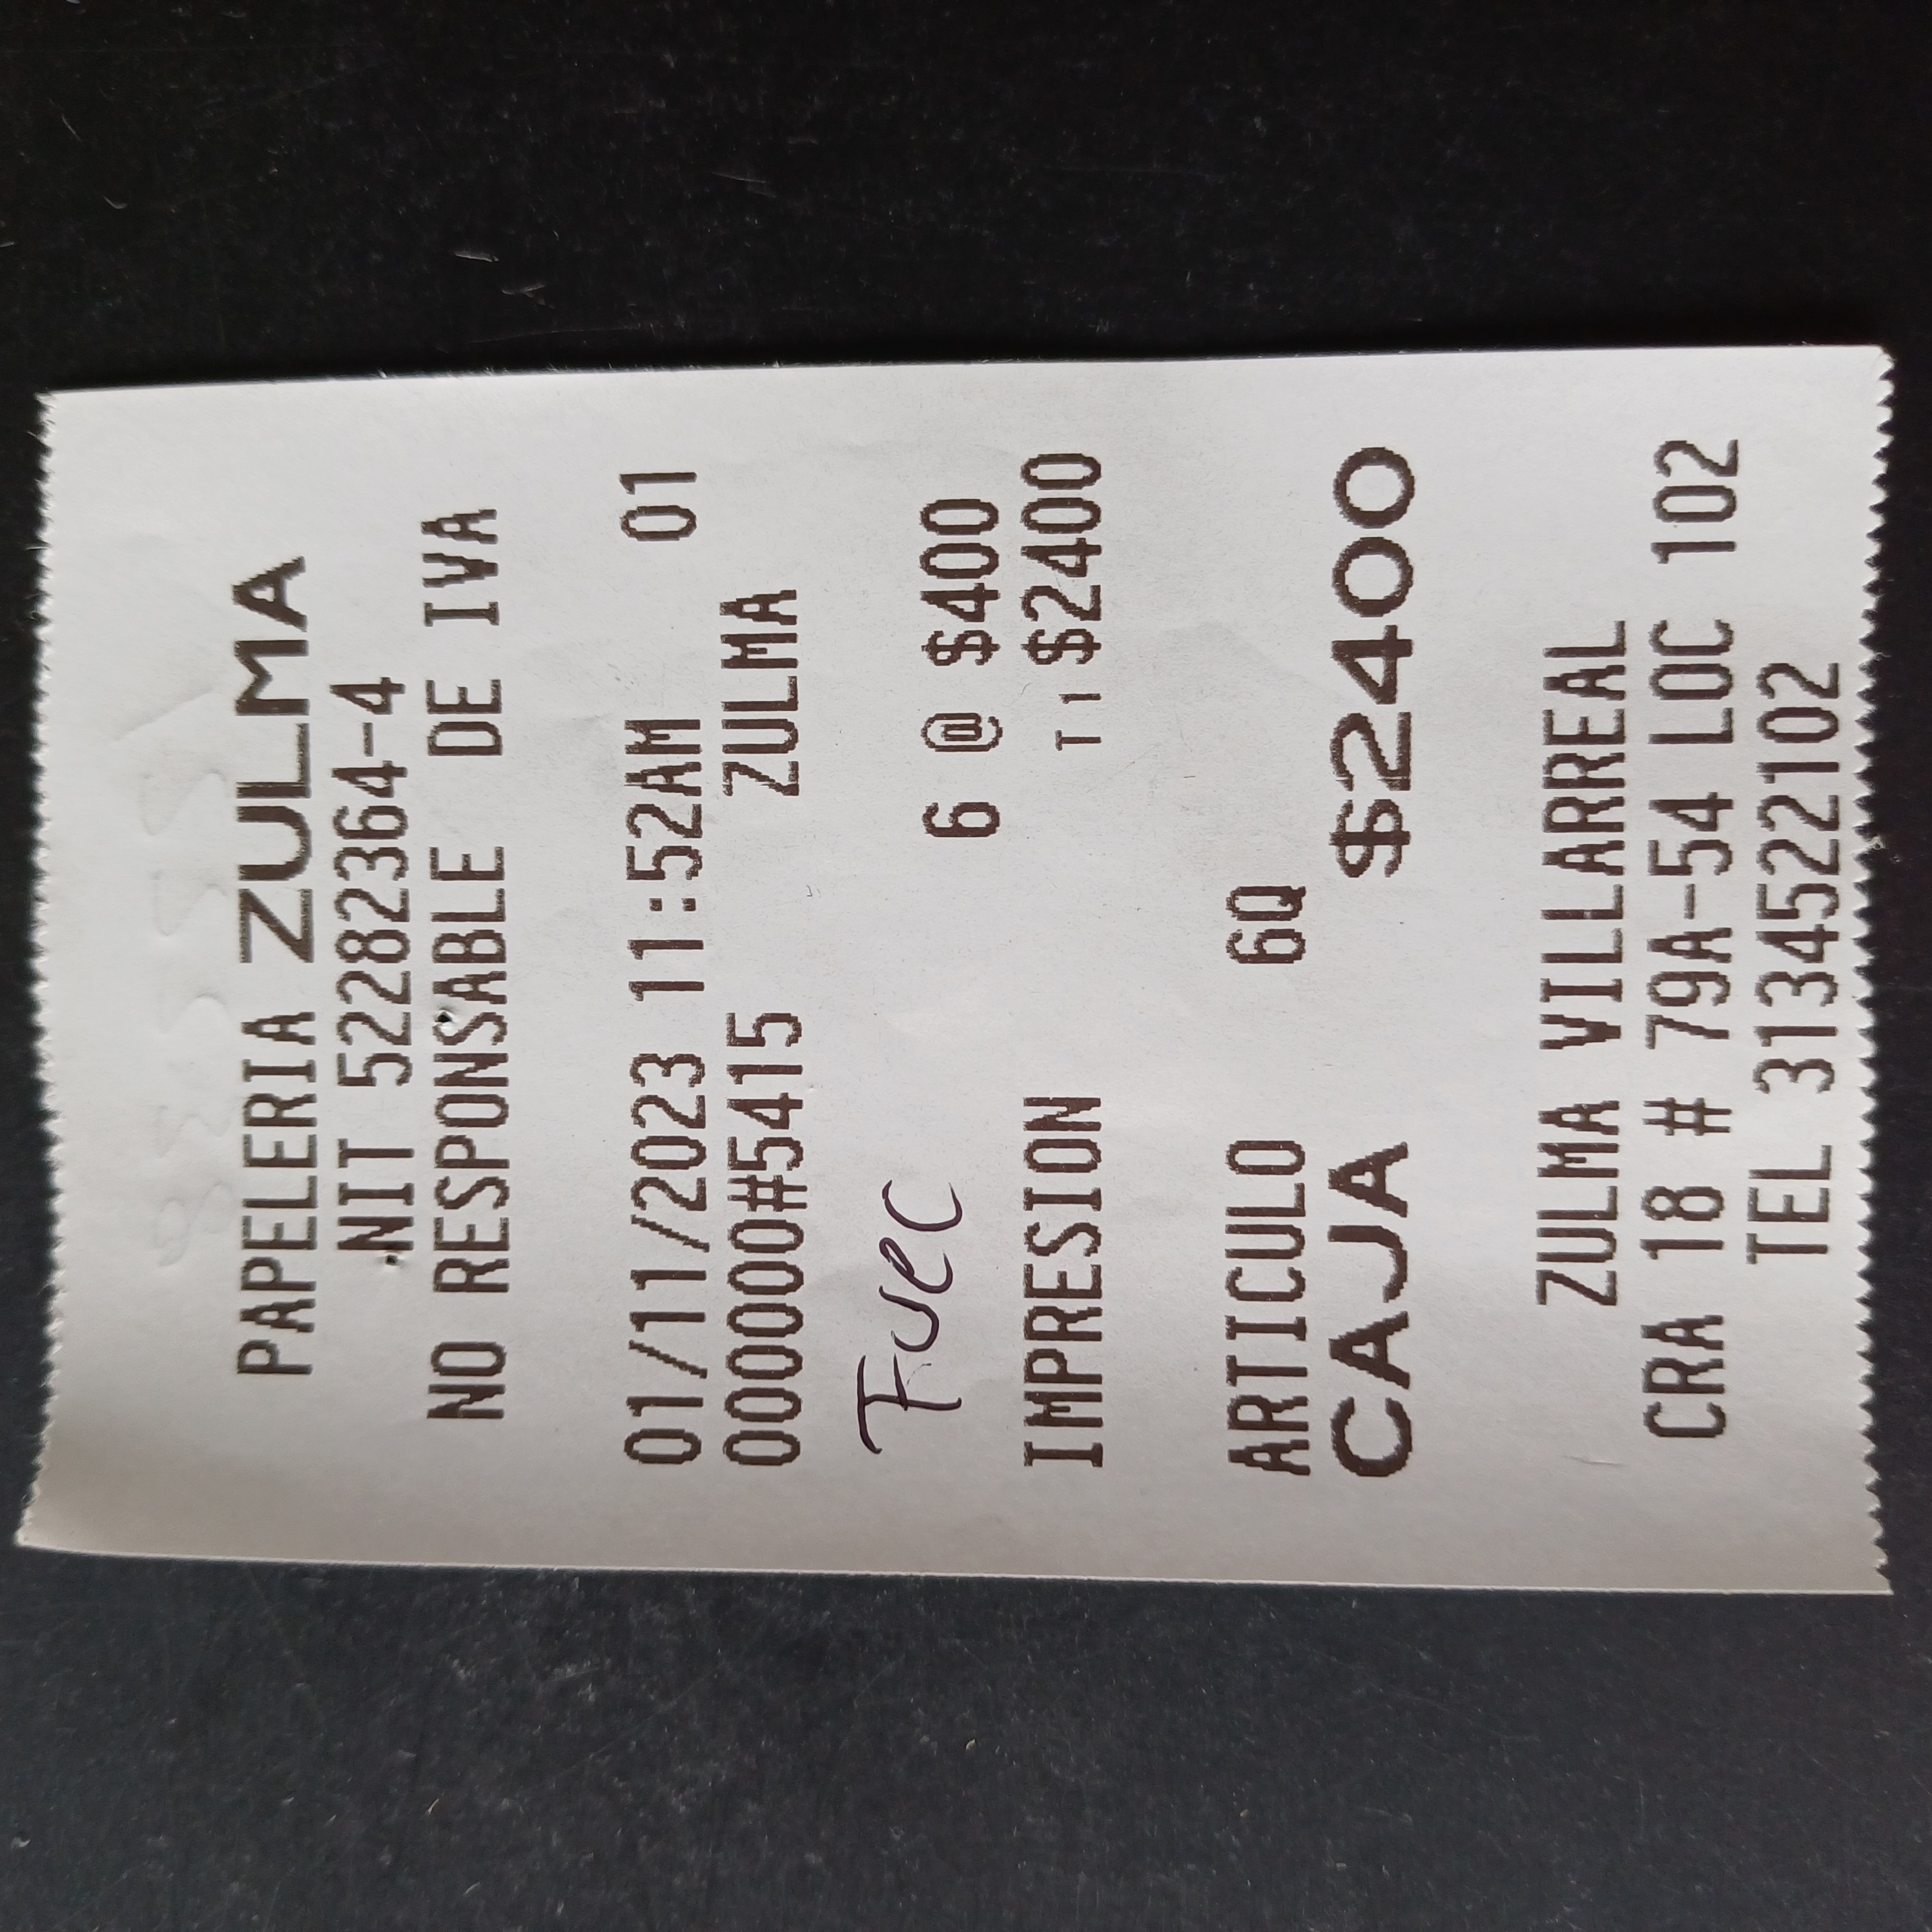 PAPELERIA ZULMA
NIT 52282364-4
NO RESPONSABLE DE IVA
01/11/2023 11:52AM 01
000000#5415 ZULMA
Fuec
6 @ $400
IMPRESION T1 $2400
ARTICULO 6Q
CAJA $2400
ZULMA VILLARREAL
CRA 18 # 79A-54 LOC 102
TEL 3134522102